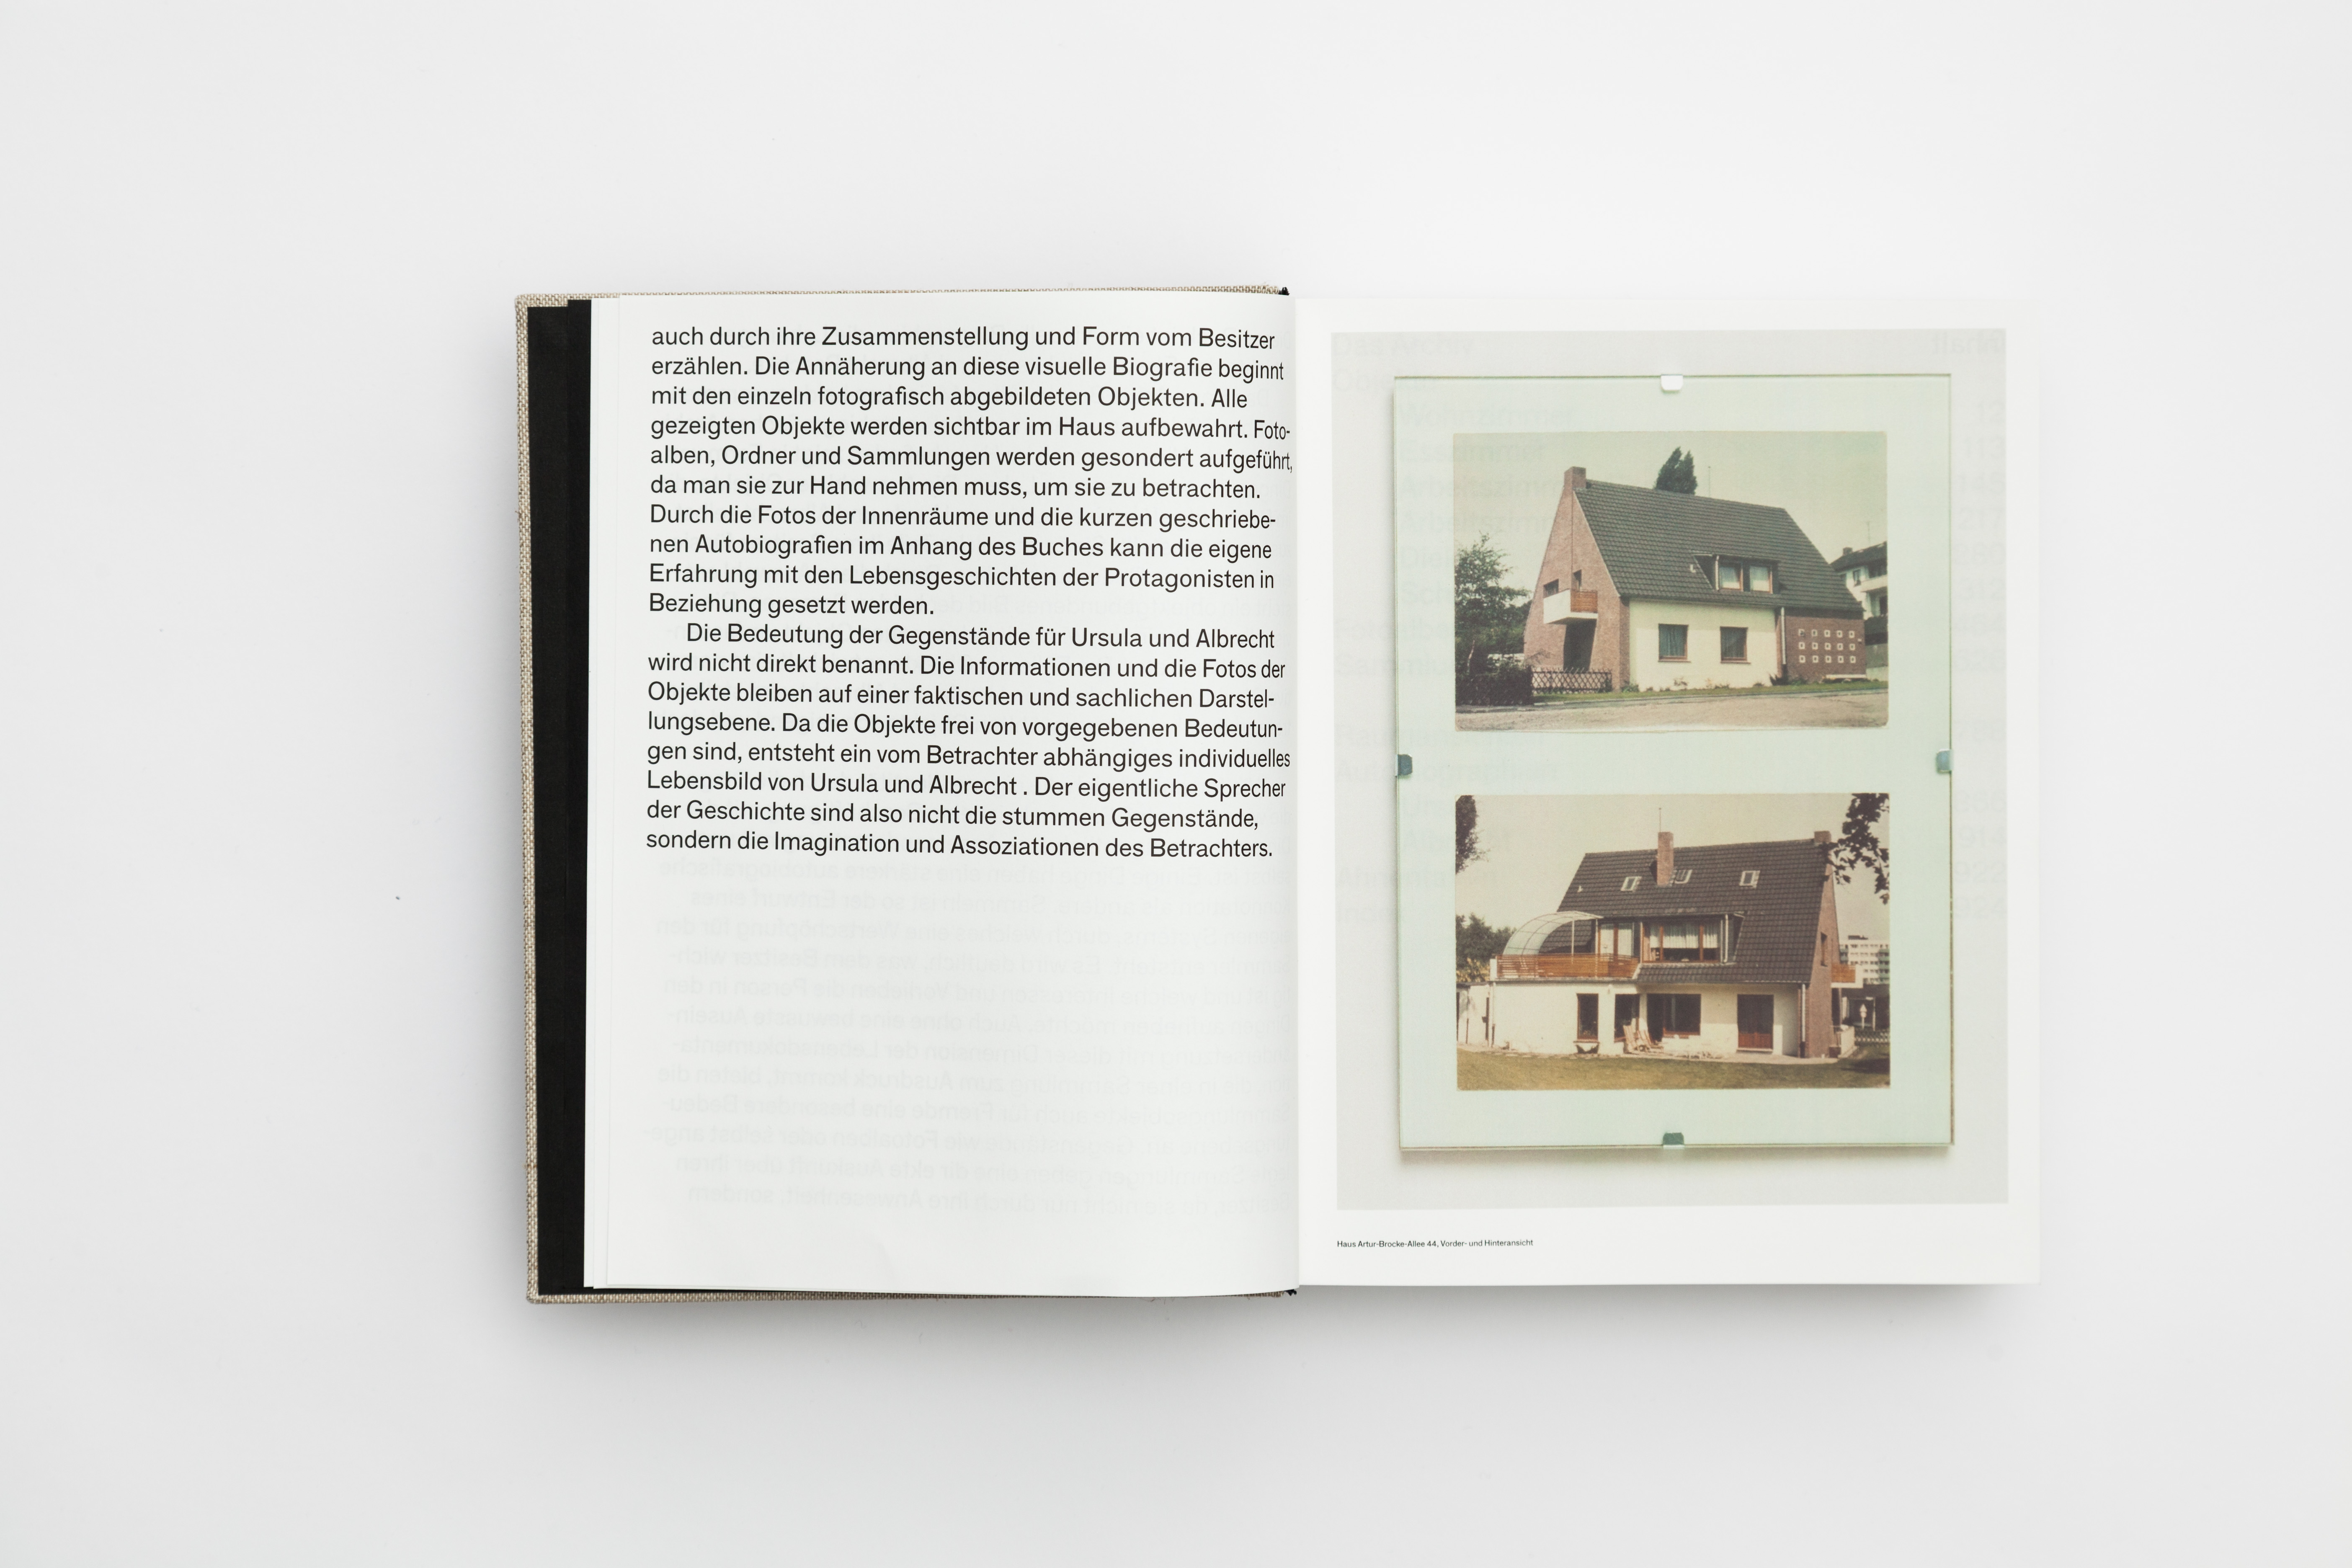 auch durch ihre Zusammenstellung und Form vom Besitzer
erzählen. Die Annäherung an diese visuelle Biografie beginnt
mit den einzeln fotografisch abgebildeten Objekten. Alle
gezeigten Objekte werden sichtbar im Haus aufbewahrt. Foto-
alben, Ordner und Sammlungen werden gesondert aufgeführt,
da man sie zur Hand nehmen muss, um sie zu betrachten.
Durch die Fotos der Innenräume und die kurzen geschriebe-
nen Autobiografien im Anhang des Buches kann die eigene
Erfahrung mit den Lebensgeschichten der Protagonisten in
Beziehung gesetzt werden.
Die Bedeutung der Gegenstände für Ursula und Albrecht
wird nicht direkt benannt. Die Informationen und die Fotos der
Objekte bleiben auf einer faktischen und sachlichen Darstel-
lungsebene. Da die Objekte frei von vorgegebenen Bedeutun-
gen sind, entsteht ein vom Betrachter abhängiges individuelles
Lebensbild von Ursula und Albrecht . Der eigentliche Sprecher
der Geschichte sind also nicht die stummen Gegenstände,
sondern die Imagination und Assoziationen des Betrachters.
Haus Artur-Brocke-Allee 44, Vorder- und Hinteransicht